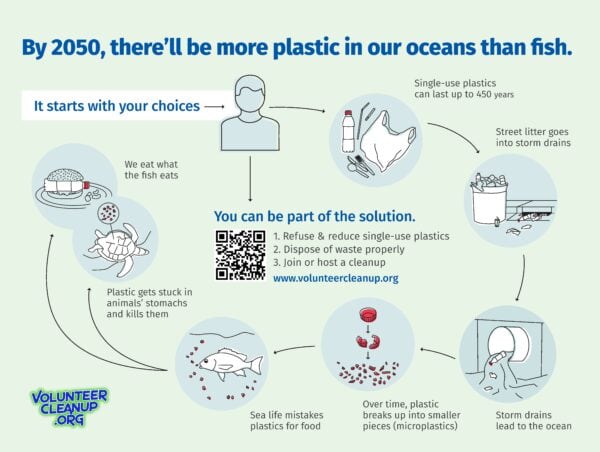 By 2050, there'll be more plastic in our oceans than fish.
It starts with your choices
Single-use plastics
can last up to 450 years
Street litter goes
into storm drains
Storm drains
lead to the ocean
Over time, plastic
breaks up into smaller
pieces (microplastics)
Sea life mistakes
plastics for food
Plastic gets stuck in
animals' stomachs
and kills them
We eat what
the fish eats
You can be part of the solution.
1. Refuse & reduce single-use plastics
2. Dispose of waste properly
3. Join or host a cleanup
www.volunteercleanup.org
VOLUNTEER
CLEANUP
.ORG